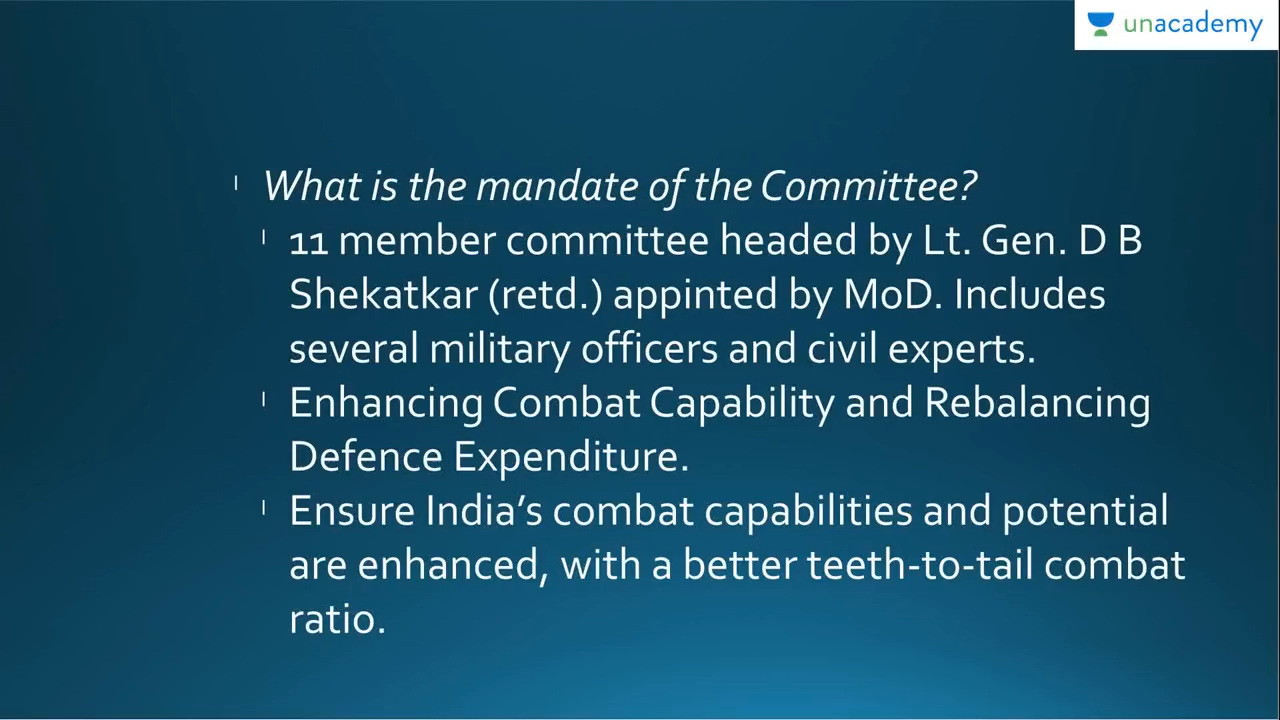 unacademy
What is the mandate of the Committee?
11 member committee headed by Lt. Gen. D B
Shekatkar (retd.) appinted by MoD. Includes
several military officers and civil experts.
Enhancing Combat Capability and Rebalancing
Defence Expenditure.
Ensure India’s combat capabilities and potential
are enhanced, with a better teeth-to-tail combat
ratio.